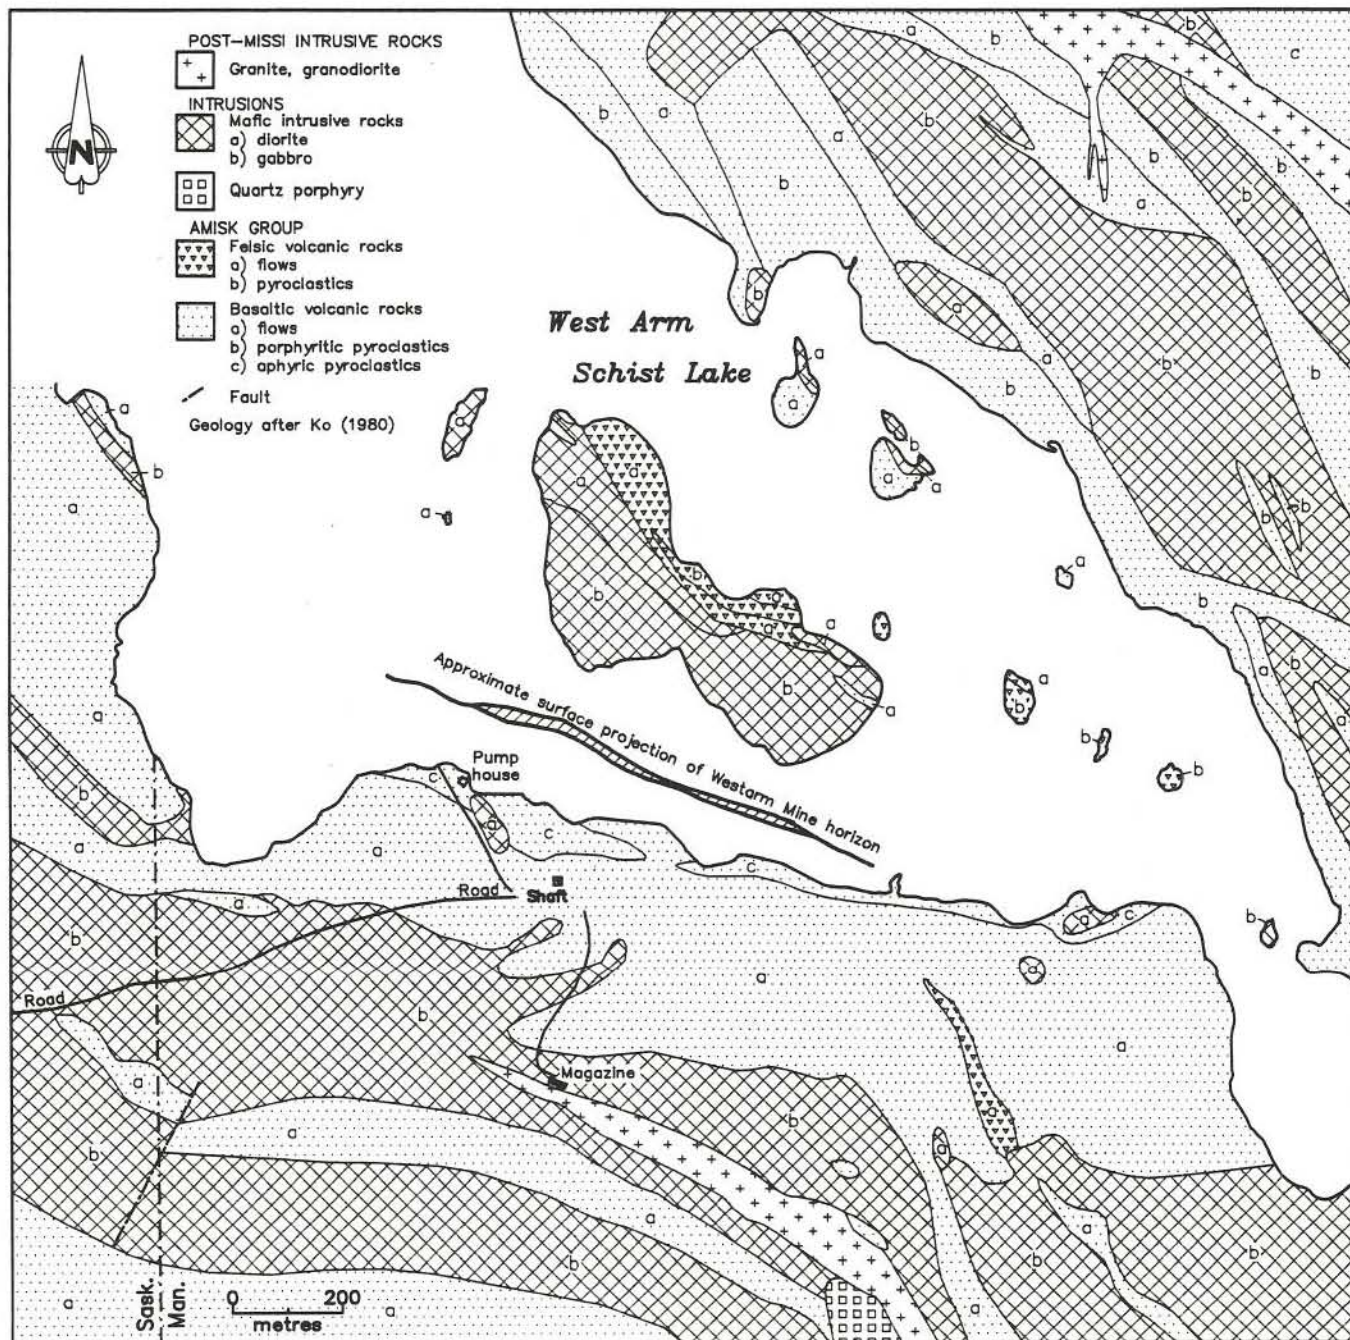 POST-MISSI INTRUSIVE ROCKS
Granite, granodiorite
INTRUSIONS
Mafic intrusive rocks
a) diorite
b) gabbro
Quartz porphyry
AMISK GROUP
Felsic volcanic rocks
a) flows
b) pyroclastics
Basaltic volcanic rocks
a) flows
b) porphyritic pyroclastics
c) aphyric pyroclastics
Fault
Geology after Ko (1980)
N
West Arm
Schist Lake
Approximate surface projection of Westarm Mine horizon
Pump
house
Road
Shaft
Road
Magazine
Sask.
Man.
0 200
metres